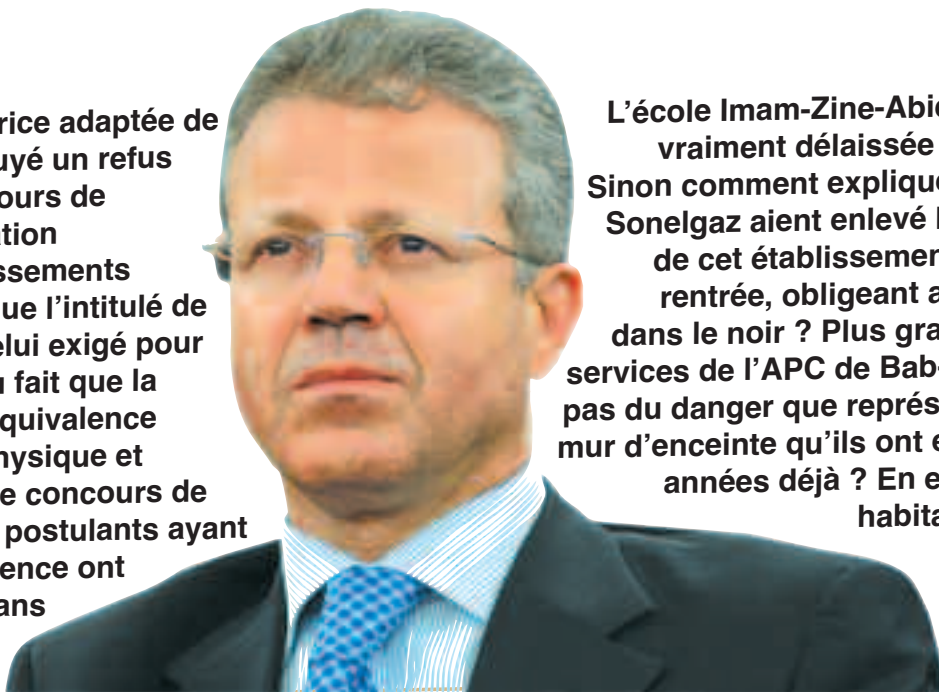 rice adaptée de
uyé un refus
ours de
ation
ssements
ue l'intitulé de
elui exigé pour
u fait que la
quivalence
hysique et
e concours de
postulants ayant
ence ont
ans
L'école Imam-Zine-Abi
vraiment délaissée
Sinon comment explique
Sonelgaz aient enlevé
de cet établissemen
rentrée, obligeant a
dans le noir ? Plus gra
services de l'APC de Bab-
pas du danger que représ
mur d'enceinte qu'ils ont e
années déjà ? En e
habita